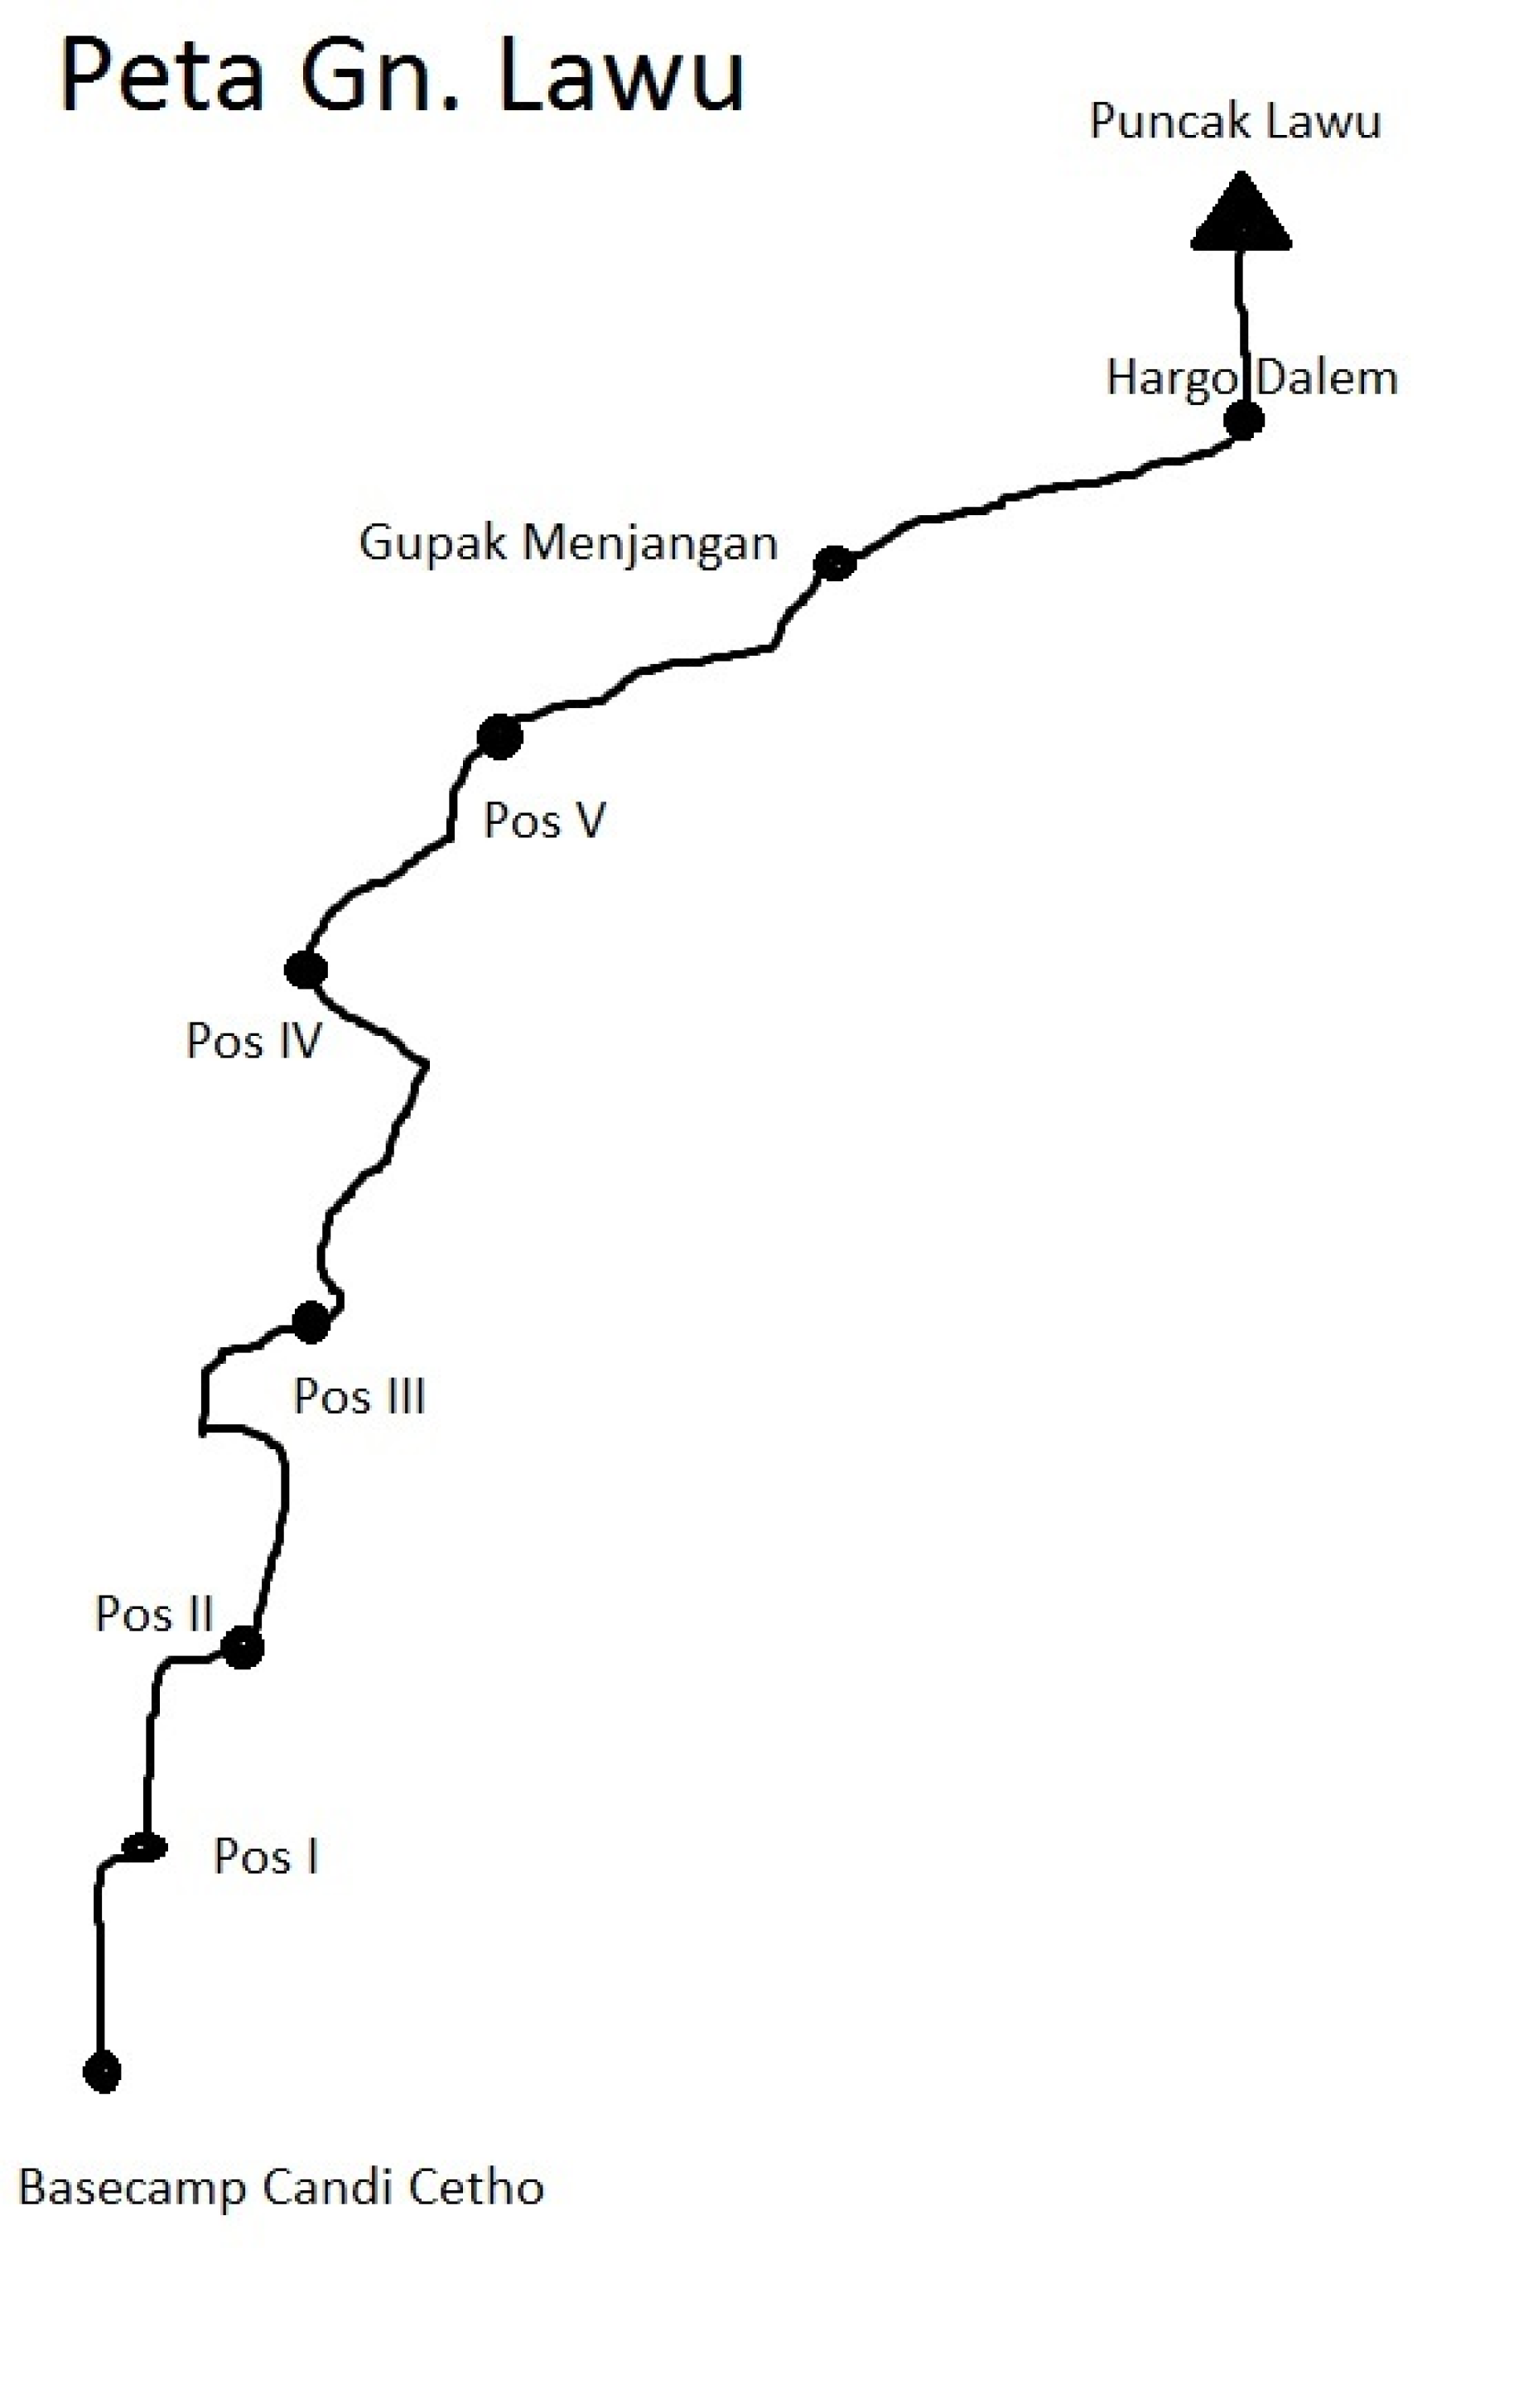 Peta Gn. Lawu
Puncak Lawu
Hargo Dalem
Gupak Menjangan
Pos V
Pos IV
Pos III
Pos II
Pos I
Basecamp Candi Cetho